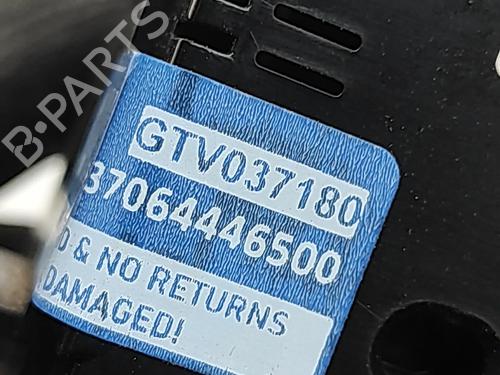 B-PARTS
GTV037180
37064446500
& NO RETURNS
DAMAGED!